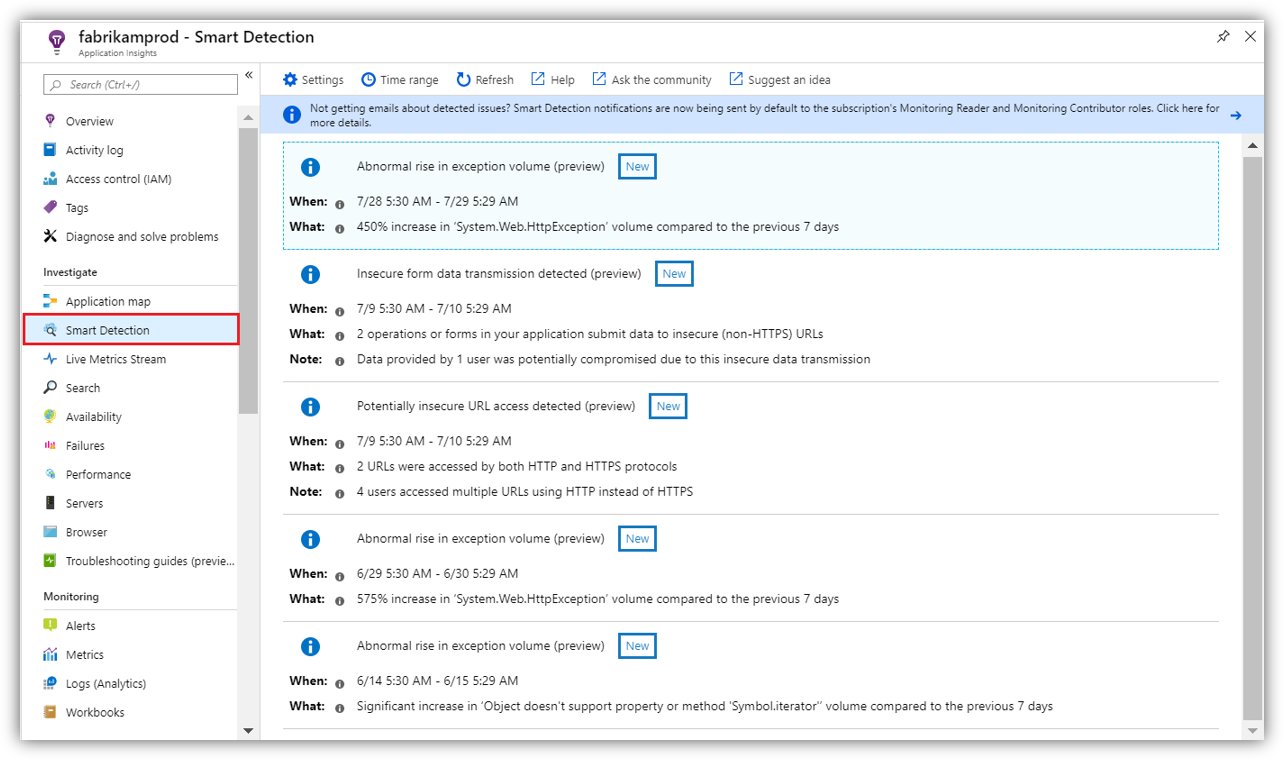 fabrikamprod - Smart Detection
Application Insights
Search (Ctrl+/)
«
Overview
Activity log
Access control (IAM)
Tags
Diagnose and solve problems
Investigate
Application map
Smart Detection
Live Metrics Stream
Search
Availability
Failures
Performance
Servers
Browser
Troubleshooting guides (previe...
Monitoring
Alerts
Metrics
Logs (Analytics)
Workbooks
Settings Time range Refresh Help Ask the community Suggest an idea
Not getting emails about detected issues? Smart Detection notifications are now being sent by default to the subscription's Monitoring Reader and Monitoring Contributor roles. Click here for
more details.
Abnormal rise in exception volume (preview) New
When: 7/28 5:30 AM - 7/29 5:29 AM
What: 450% increase in 'System.Web.HttpException' volume compared to the previous 7 days
Insecure form data transmission detected (preview) New
When: 7/9 5:30 AM - 7/10 5:29 AM
What: 2 operations or forms in your application submit data to insecure (non-HTTPS) URLs
Note: Data provided by 1 user was potentially compromised due to this insecure data transmission
Potentially insecure URL access detected (preview) New
When: 7/9 5:30 AM - 7/10 5:29 AM
What: 2 URLs were accessed by both HTTP and HTTPS protocols
Note: 4 users accessed multiple URLs using HTTP instead of HTTPS
Abnormal rise in exception volume (preview) New
When: 6/29 5:30 AM - 6/30 5:29 AM
What: 575% increase in 'System.Web.HttpException' volume compared to the previous 7 days
Abnormal rise in exception volume (preview) New
When: 6/14 5:30 AM - 6/15 5:29 AM
What: Significant increase in 'Object doesn't support property or method 'Symbol.iterator'' volume compared to the previous 7 days